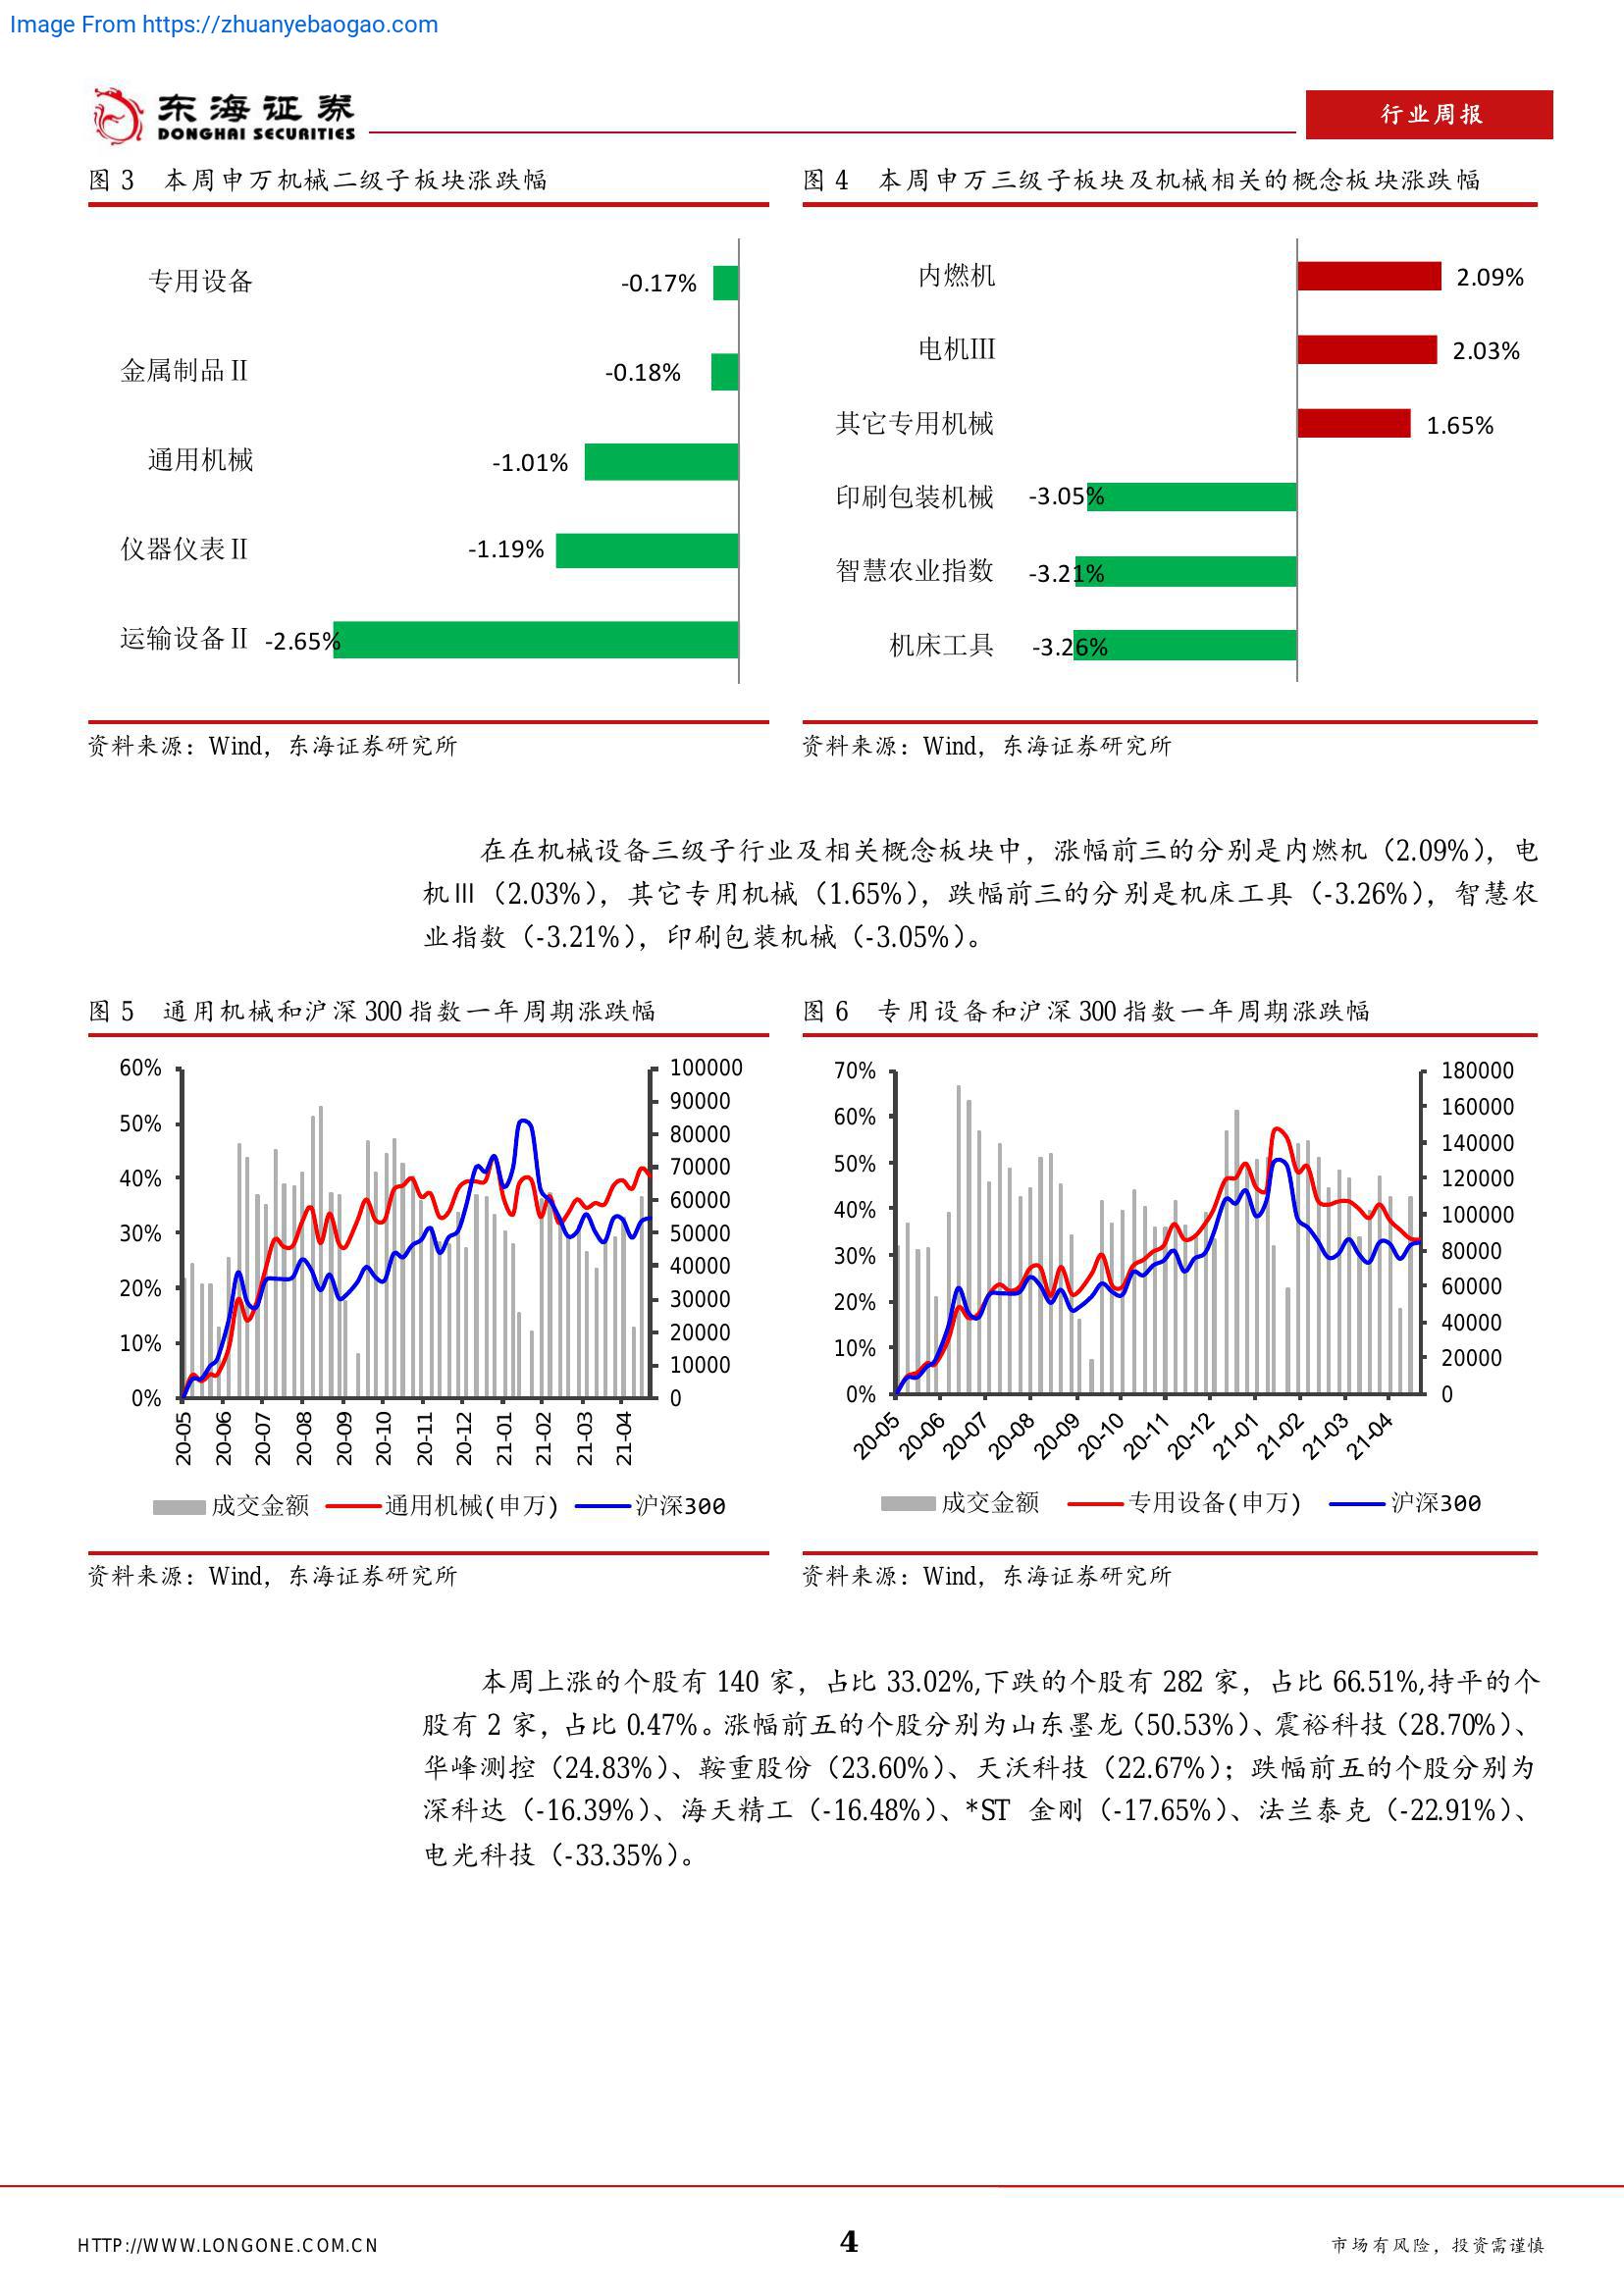 Image From https://zhuanyebaogao.com
东海证券
DONGHAI SECURITIES
行业周报
图 3 本周申万机械二级子板块涨跌幅
专用设备 -0.17%
金属制品Ⅱ -0.18%
通用机械 -1.01%
仪器仪表Ⅱ -1.19%
运输设备Ⅱ -2.65%
资料来源：Wind，东海证券研究所
图 4 本周申万三级子板块及机械相关的概念板块涨跌幅
内燃机 2.09%
电机Ⅲ 2.03%
其它专用机械 1.65%
印刷包装机械 -3.05%
智慧农业指数 -3.21%
机床工具 -3.26%
资料来源：Wind，东海证券研究所
在在机械设备三级子行业及相关概念板块中，涨幅前三的分别是内燃机（2.09%），电
机Ⅲ（2.03%），其它专用机械（1.65%），跌幅前三的分别是机床工具（-3.26%），智慧农
业指数（-3.21%），印刷包装机械（-3.05%）。
图 5 通用机械和沪深 300 指数一年周期涨跌幅
60%
50%
40%
30%
20%
10%
0%
100000
90000
80000
70000
60000
50000
40000
30000
20000
10000
0
20-05 20-06 20-07 20-08 20-09 20-10 20-11 20-12 21-01 21-02 21-03 21-04
成交金额 通用机械(申万) 沪深300
资料来源：Wind，东海证券研究所
图 6 专用设备和沪深 300 指数一年周期涨跌幅
70%
60%
50%
40%
30%
20%
10%
0%
180000
160000
140000
120000
100000
80000
60000
40000
20000
0
20-05 20-06 20-07 20-08 20-09 20-10 20-11 20-12 21-01 21-02 21-03 21-04
成交金额 专用设备(申万) 沪深300
资料来源：Wind，东海证券研究所
本周上涨的个股有 140 家，占比 33.02%,下跌的个股有 282 家，占比 66.51%,持平的个
股有 2 家，占比 0.47%。涨幅前五的个股分别为山东墨龙（50.53%）、震裕科技（28.70%）、
华峰测控（24.83%）、鞍重股份（23.60%）、天沃科技（22.67%）；跌幅前五的个股分别为
深科达（-16.39%）、海天精工（-16.48%）、*ST 金刚（-17.65%）、法兰泰克（-22.91%）、
电光科技（-33.35%）。
HTTP://WWW.LONGONE.COM.CN
4
市场有风险，投资需谨慎